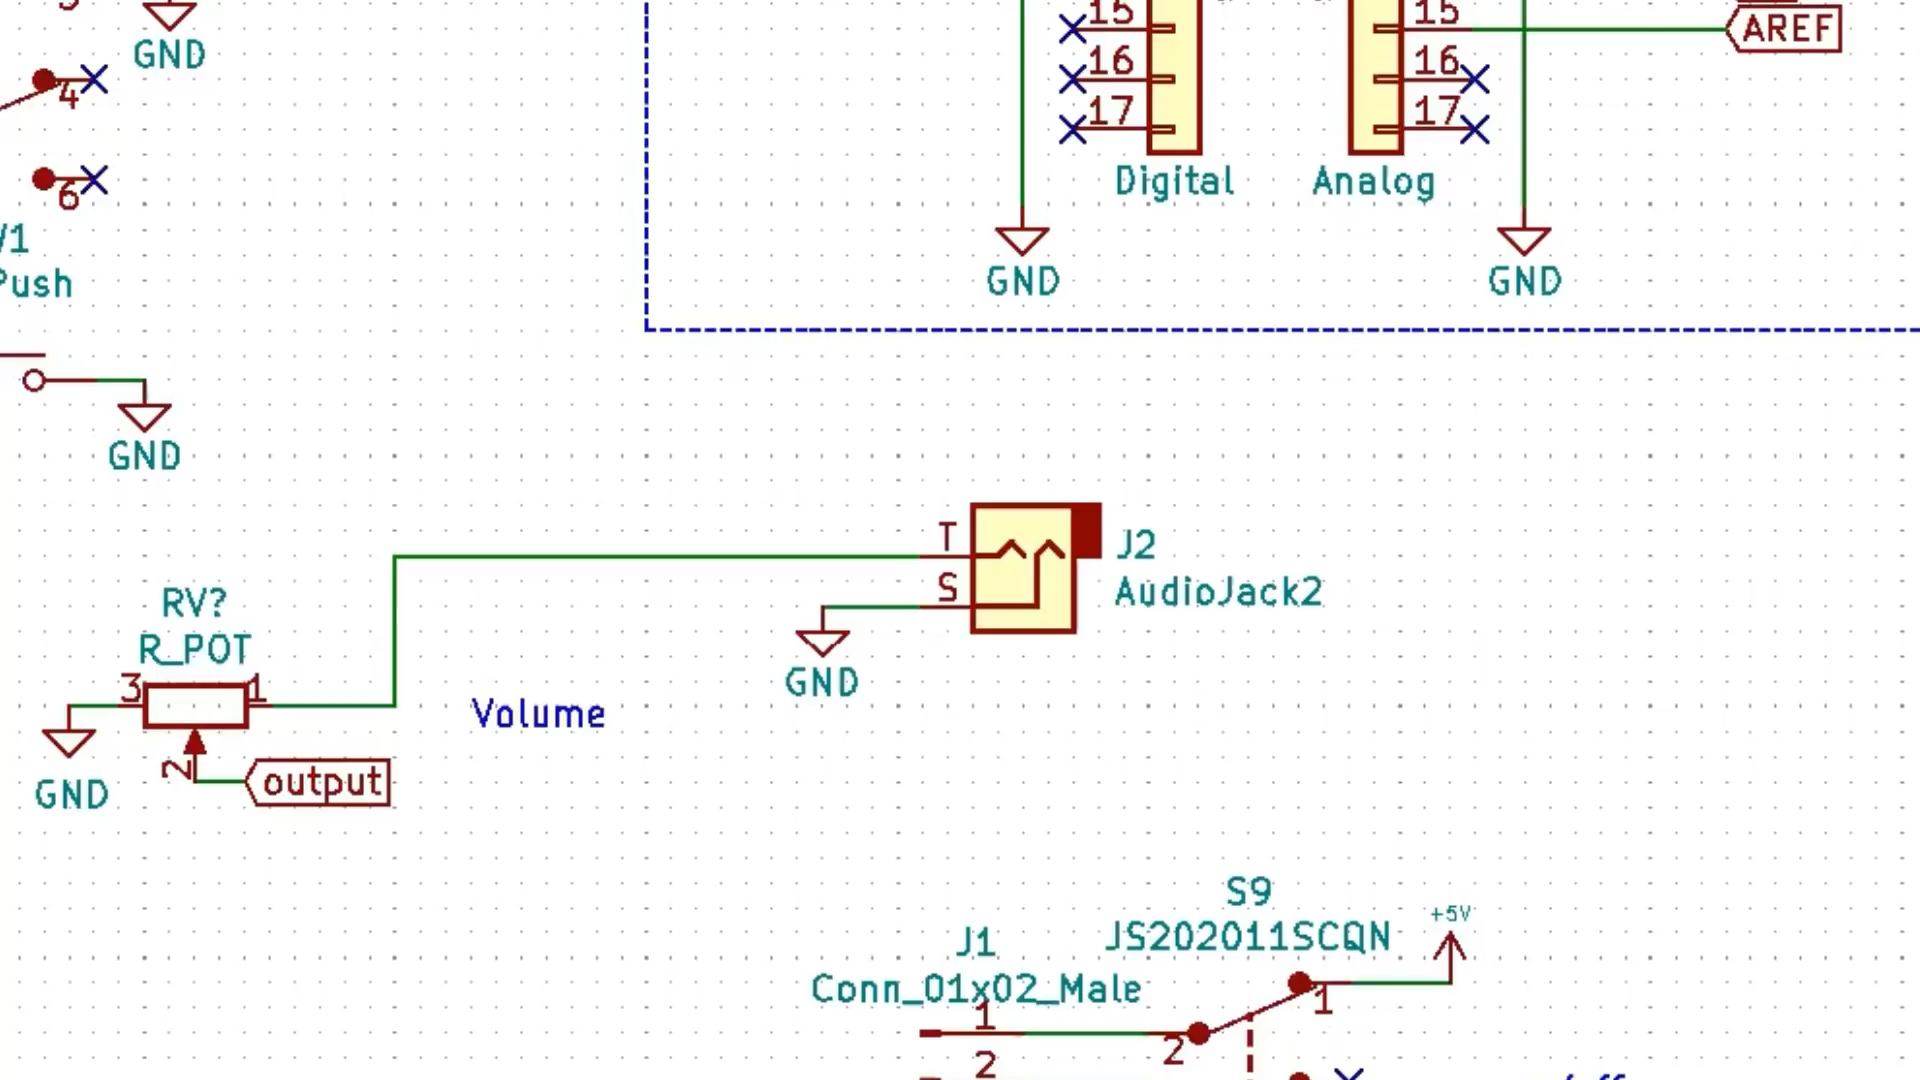 15
15
AREF
GND
16
16
4
17
17
6
Digital
Analog
Push
GND
GND
GND
T
J2
S
AudioJack2
RV?
R_POT
3
1
GND
Volume
2
output
GND
S9
+5V
J1
JS202011SCQN
Conn_01x02_Male
1
1
2
2